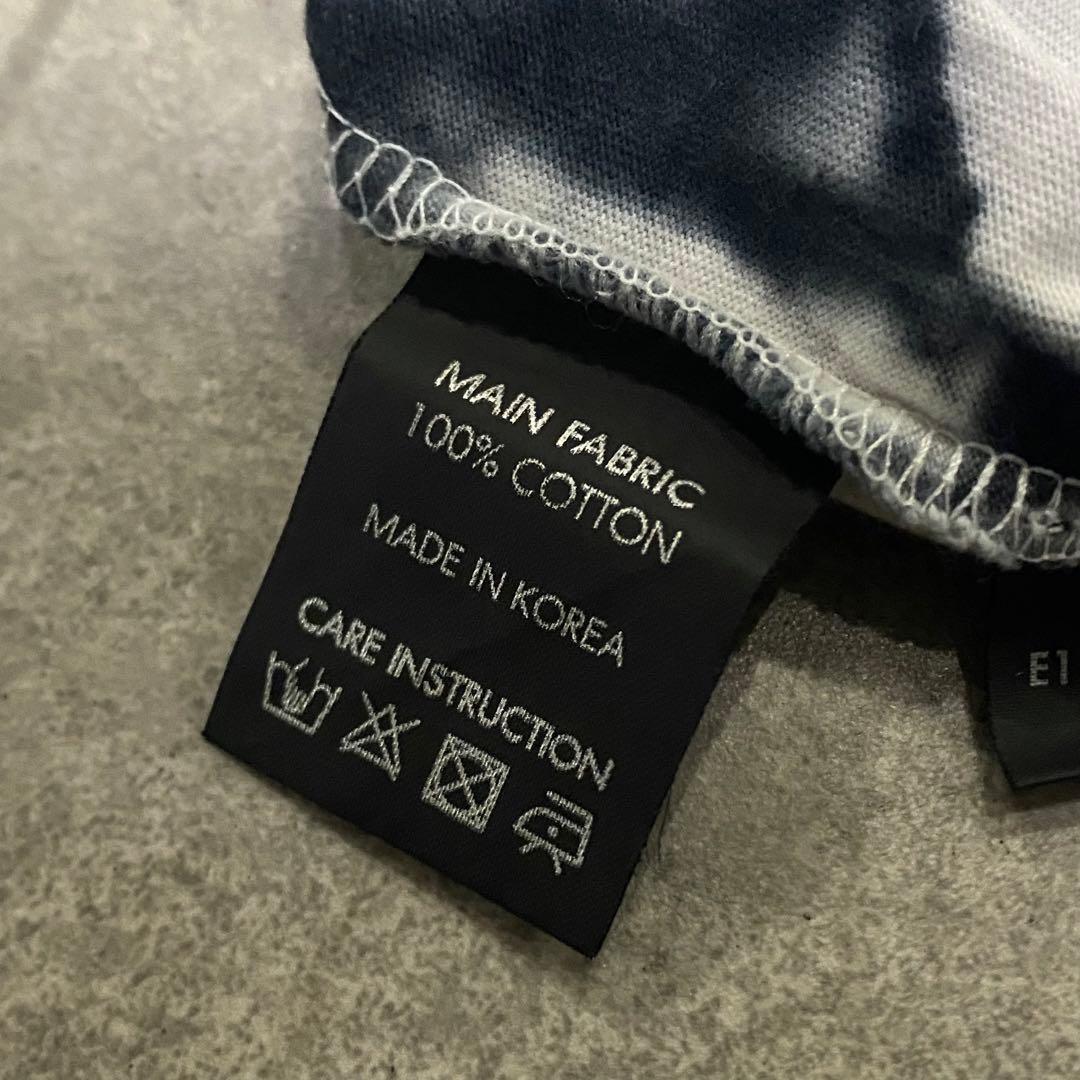 MAIN FABRIC
100% COTTON
MADE IN KOREA
CARE INSTRUCTION